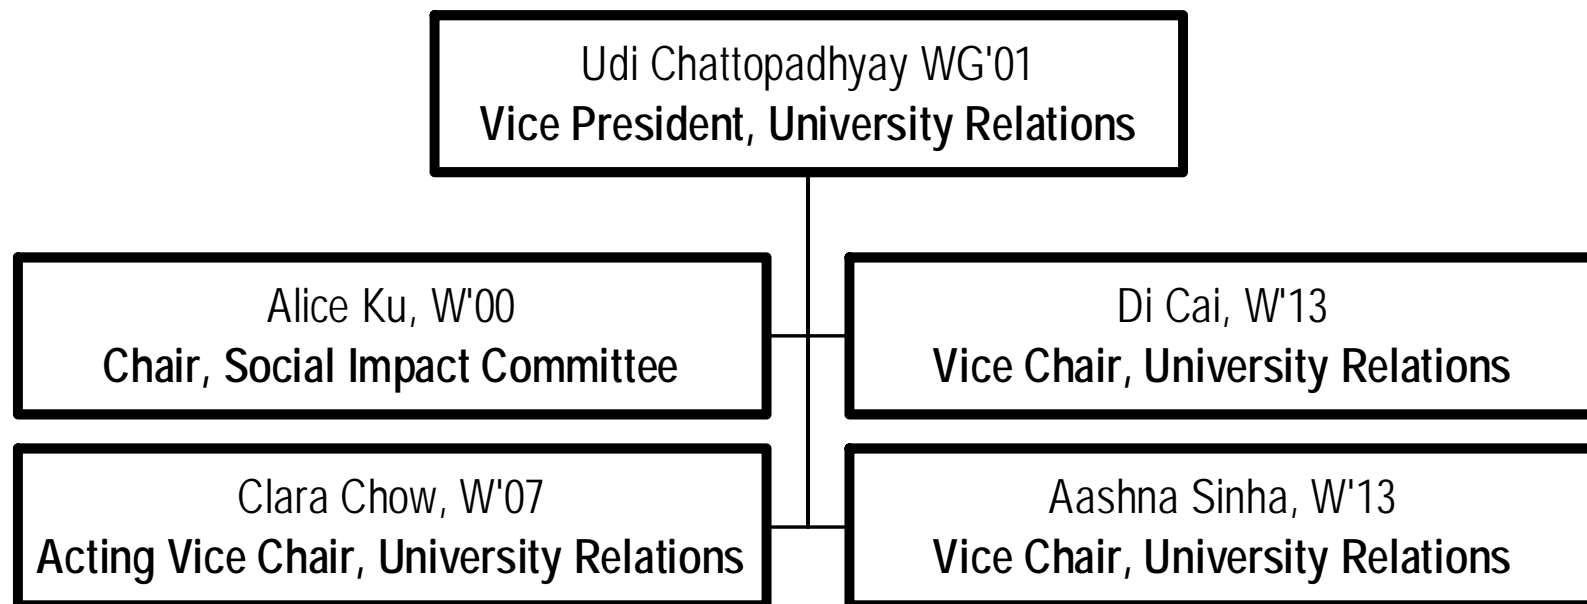 Udi Chattopadhyay WG'01
Vice President, University Relations
Alice Ku, W'00
Chair, Social Impact Committee
Di Cai, W'13
Vice Chair, University Relations
Clara Chow, W'07
Acting Vice Chair, University Relations
Aashna Sinha, W'13
Vice Chair, University Relations